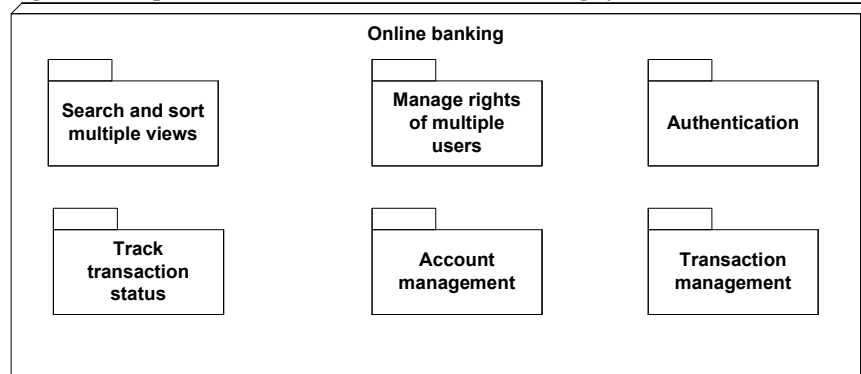 Online banking
Search and sort
multiple views
Manage rights
of multiple
users
Authentication
Track
transaction
status
Account
management
Transaction
management